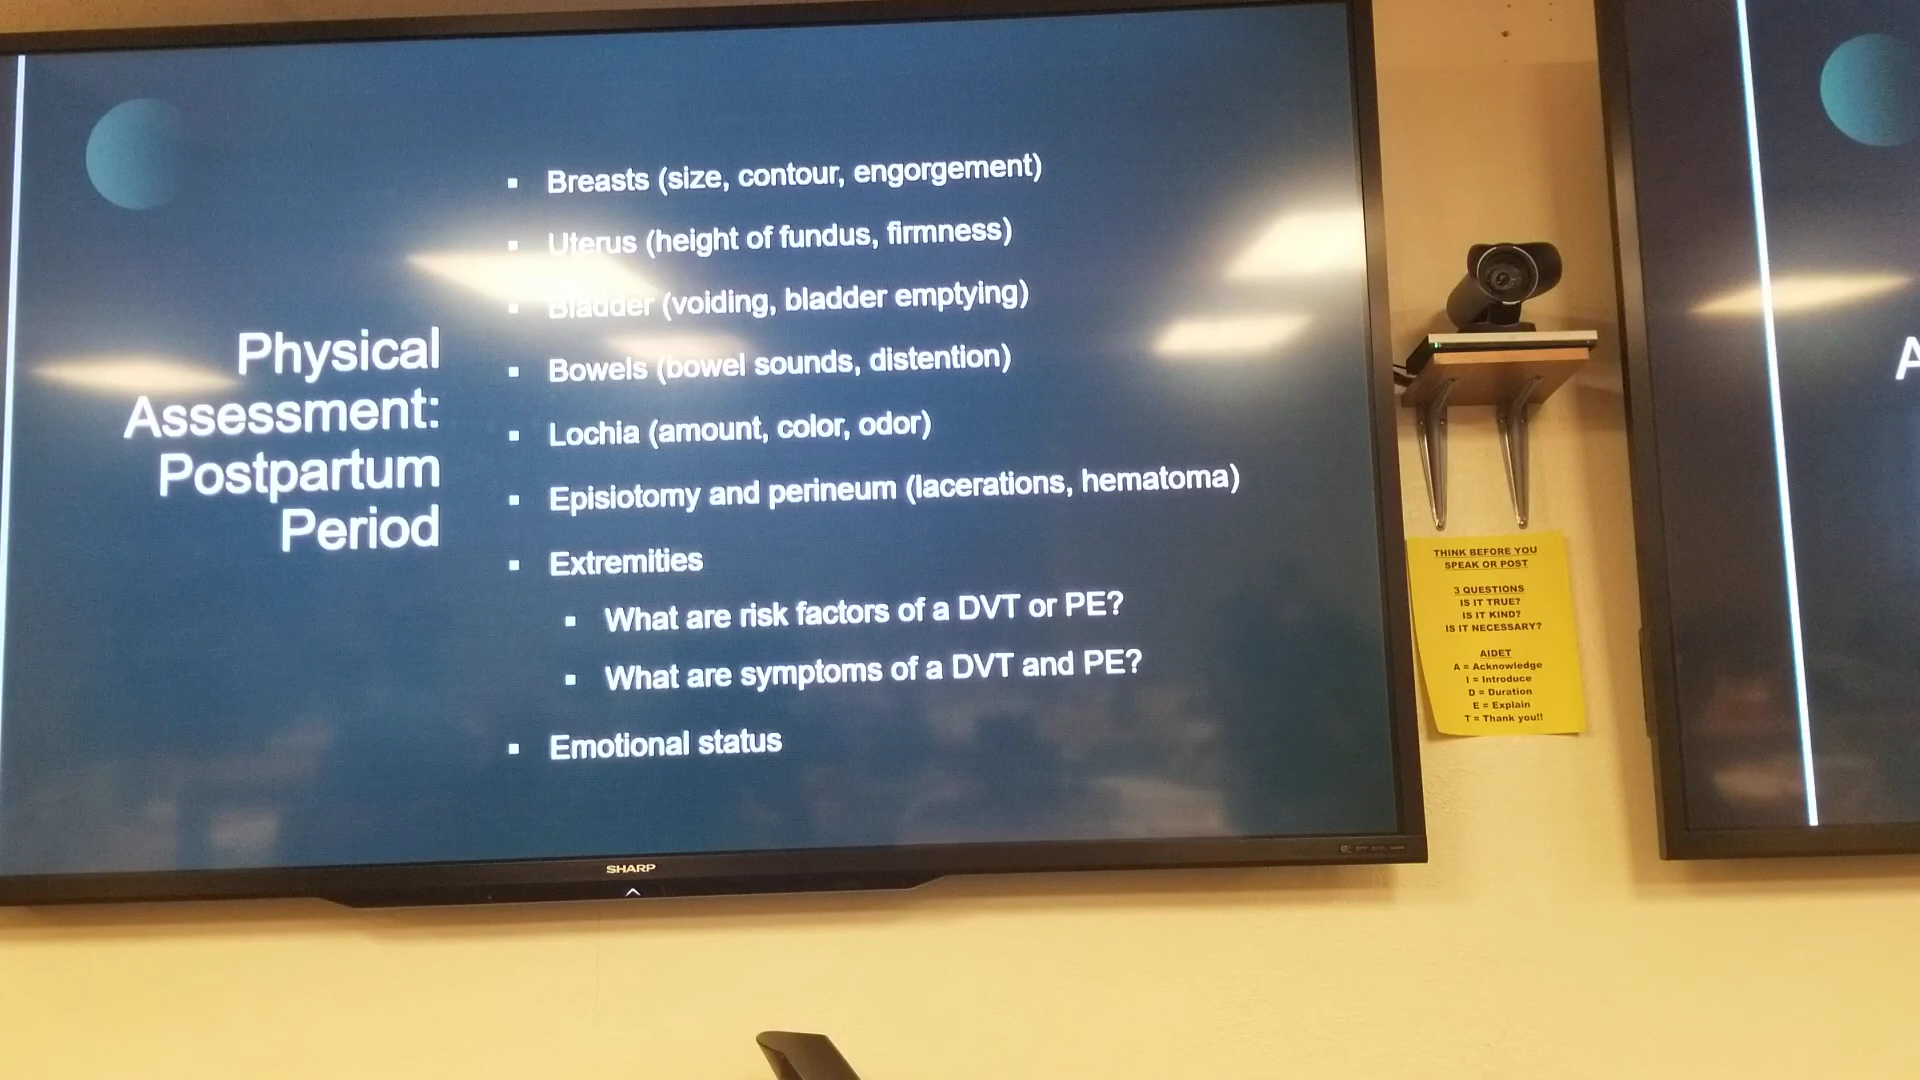 Physical
Assessment:
Postpartum
Period
▪ Breasts (size, contour, engorgement)
▪ Uterus (height of fundus, firmness)
▪ Bladder (voiding, bladder emptying)
▪ Bowels (bowel sounds, distention)
▪ Lochia (amount, color, odor)
▪ Episiotomy and perineum (lacerations, hematoma)
▪ Extremities
▪ What are risk factors of a DVT or PE?
▪ What are symptoms of a DVT and PE?
▪ Emotional status
SHARP
THINK BEFORE YOU
SPEAK OR POST
3 QUESTIONS
IS IT TRUE?
IS IT KIND?
IS IT NECESSARY?
AIDET
A = Acknowledge
I = Introduce
D = Duration
E = Explain
T = Thank you!!
A